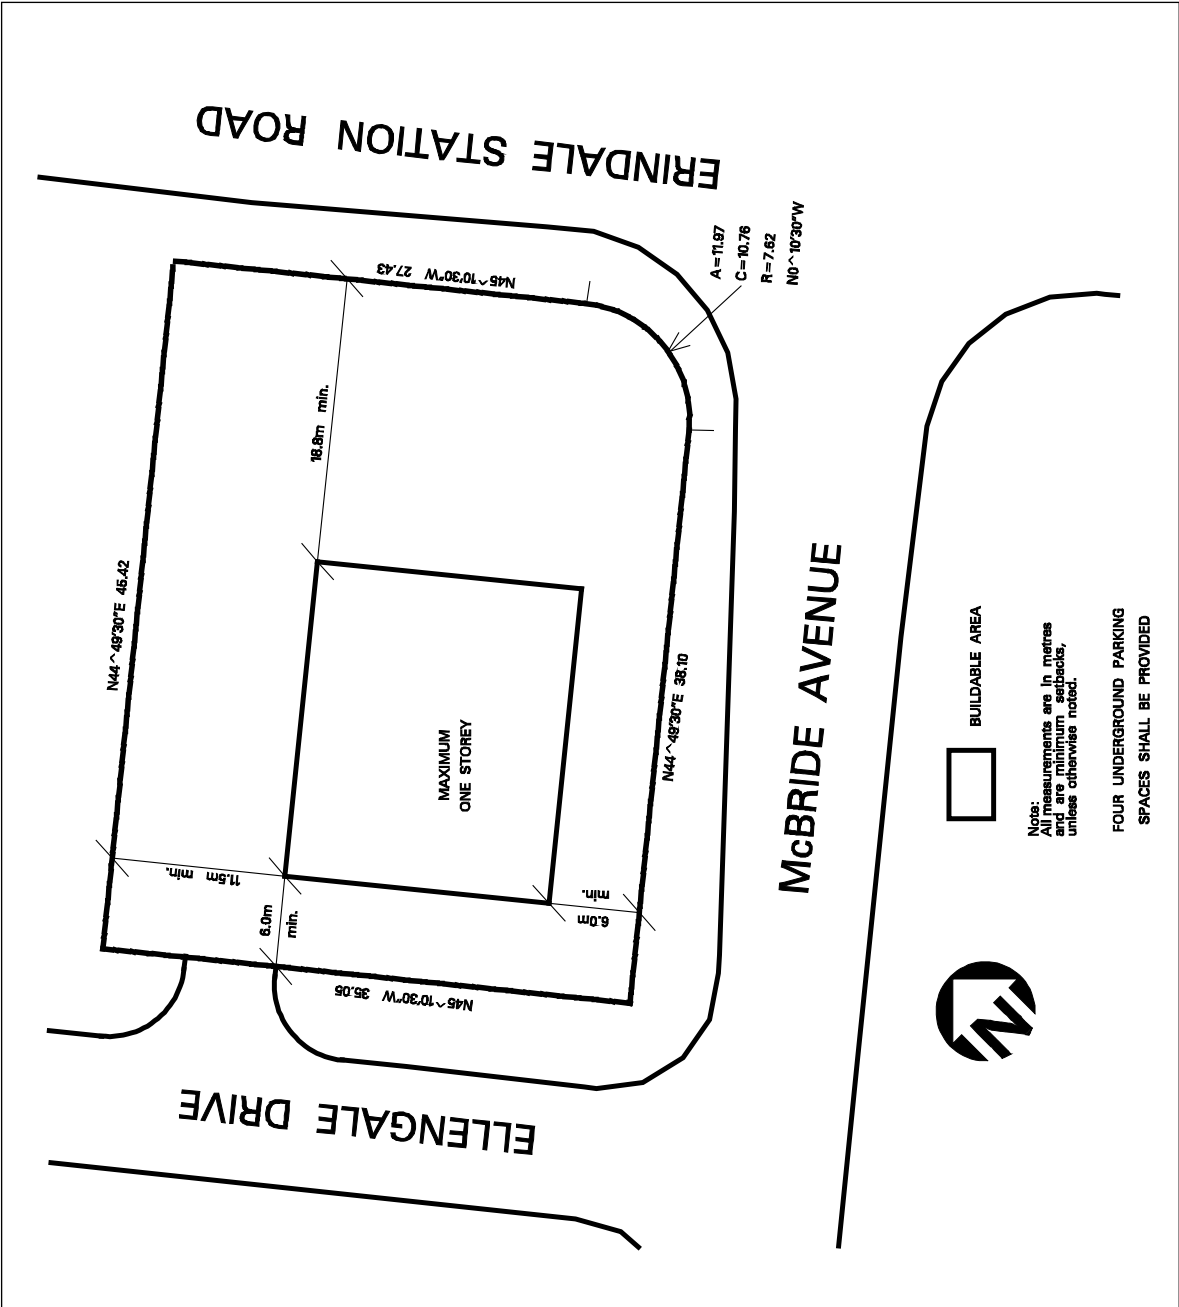 ERINDALE STATION ROAD
A=11.97
C=10.76
R=7.62
N0^10'30"W
N45^10'30"W 27.43
18.8m min.
N44^49'30"E 45.42
MAXIMUM
ONE STOREY
N44^49'30"E 38.10
11.5m min.
6.0m
min.
6.0m
min.
N45^10'30"W 35.05
McBRIDE AVENUE
ELLENGALE DRIVE
BUILDABLE AREA
Note:
All measurements are in metres
and are minimum setbacks,
unless otherwise noted.
FOUR UNDERGROUND PARKING
SPACES SHALL BE PROVIDED
N